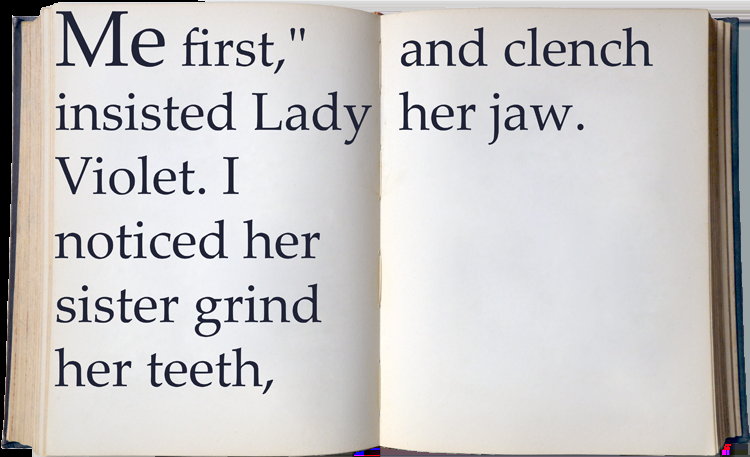 Me first,"
insisted Lady
Violet. I
noticed her
sister grind
her teeth,
and clench
her jaw.